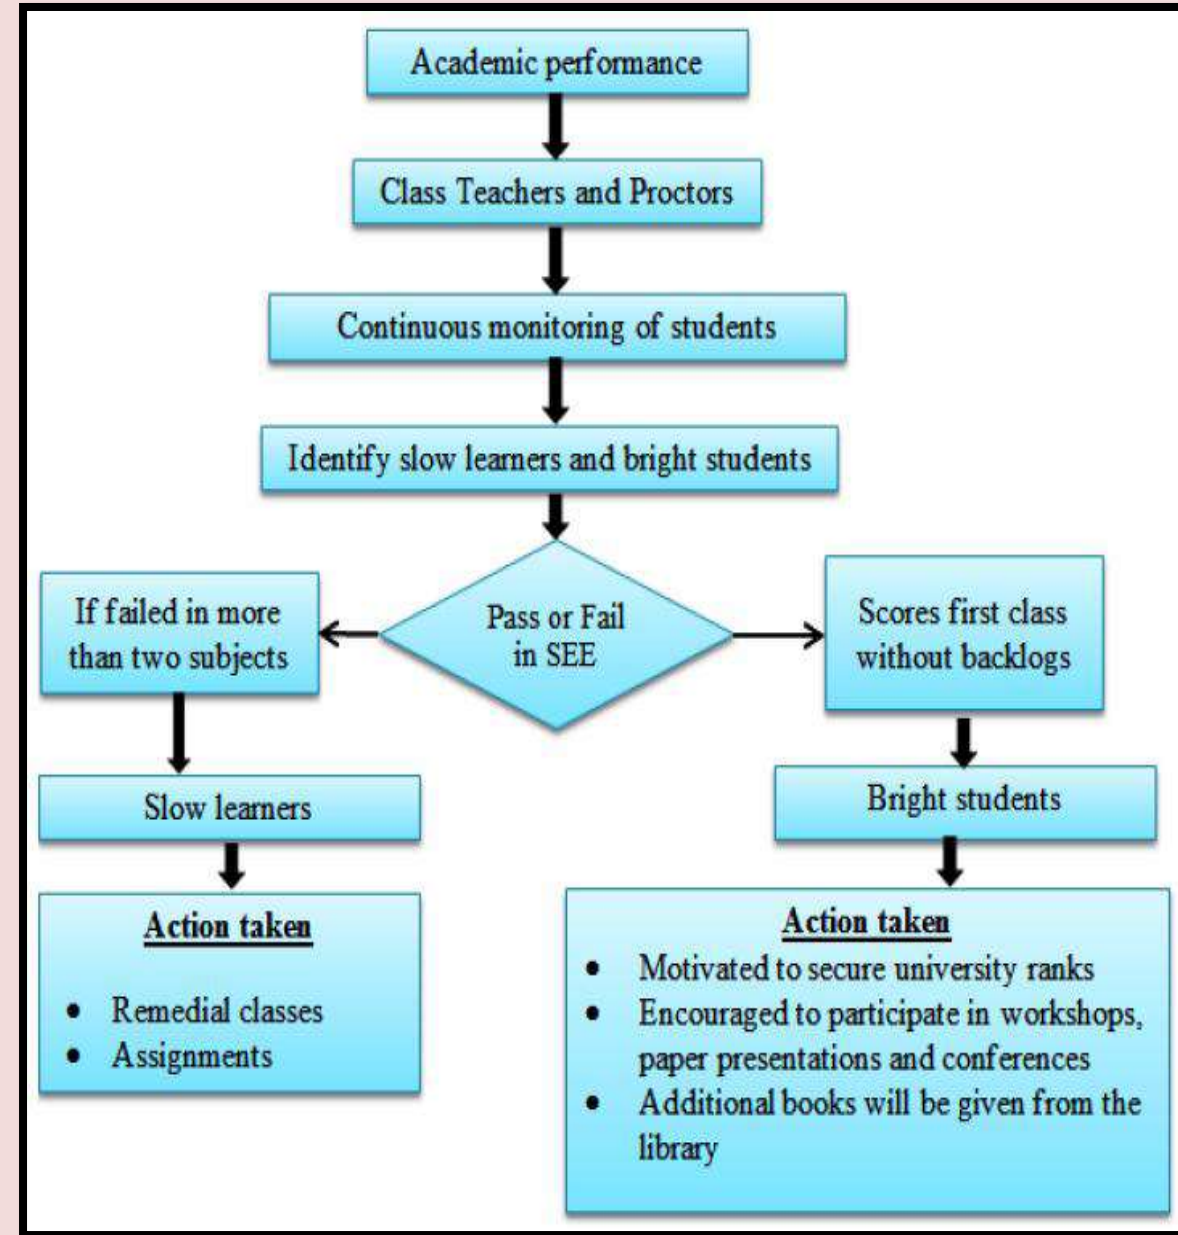 Academic performance
Class Teachers and Proctors
Continuous monitoring of students
Identify slow learners and bright students
Pass or Fail
in SEE
If failed in more
than two subjects
Slow learners
Action taken
• Remedial classes
• Assignments
Scores first class
without backlogs
Bright students
Action taken
• Motivated to secure university ranks
• Encouraged to participate in workshops,
paper presentations and conferences
• Additional books will be given from the
library